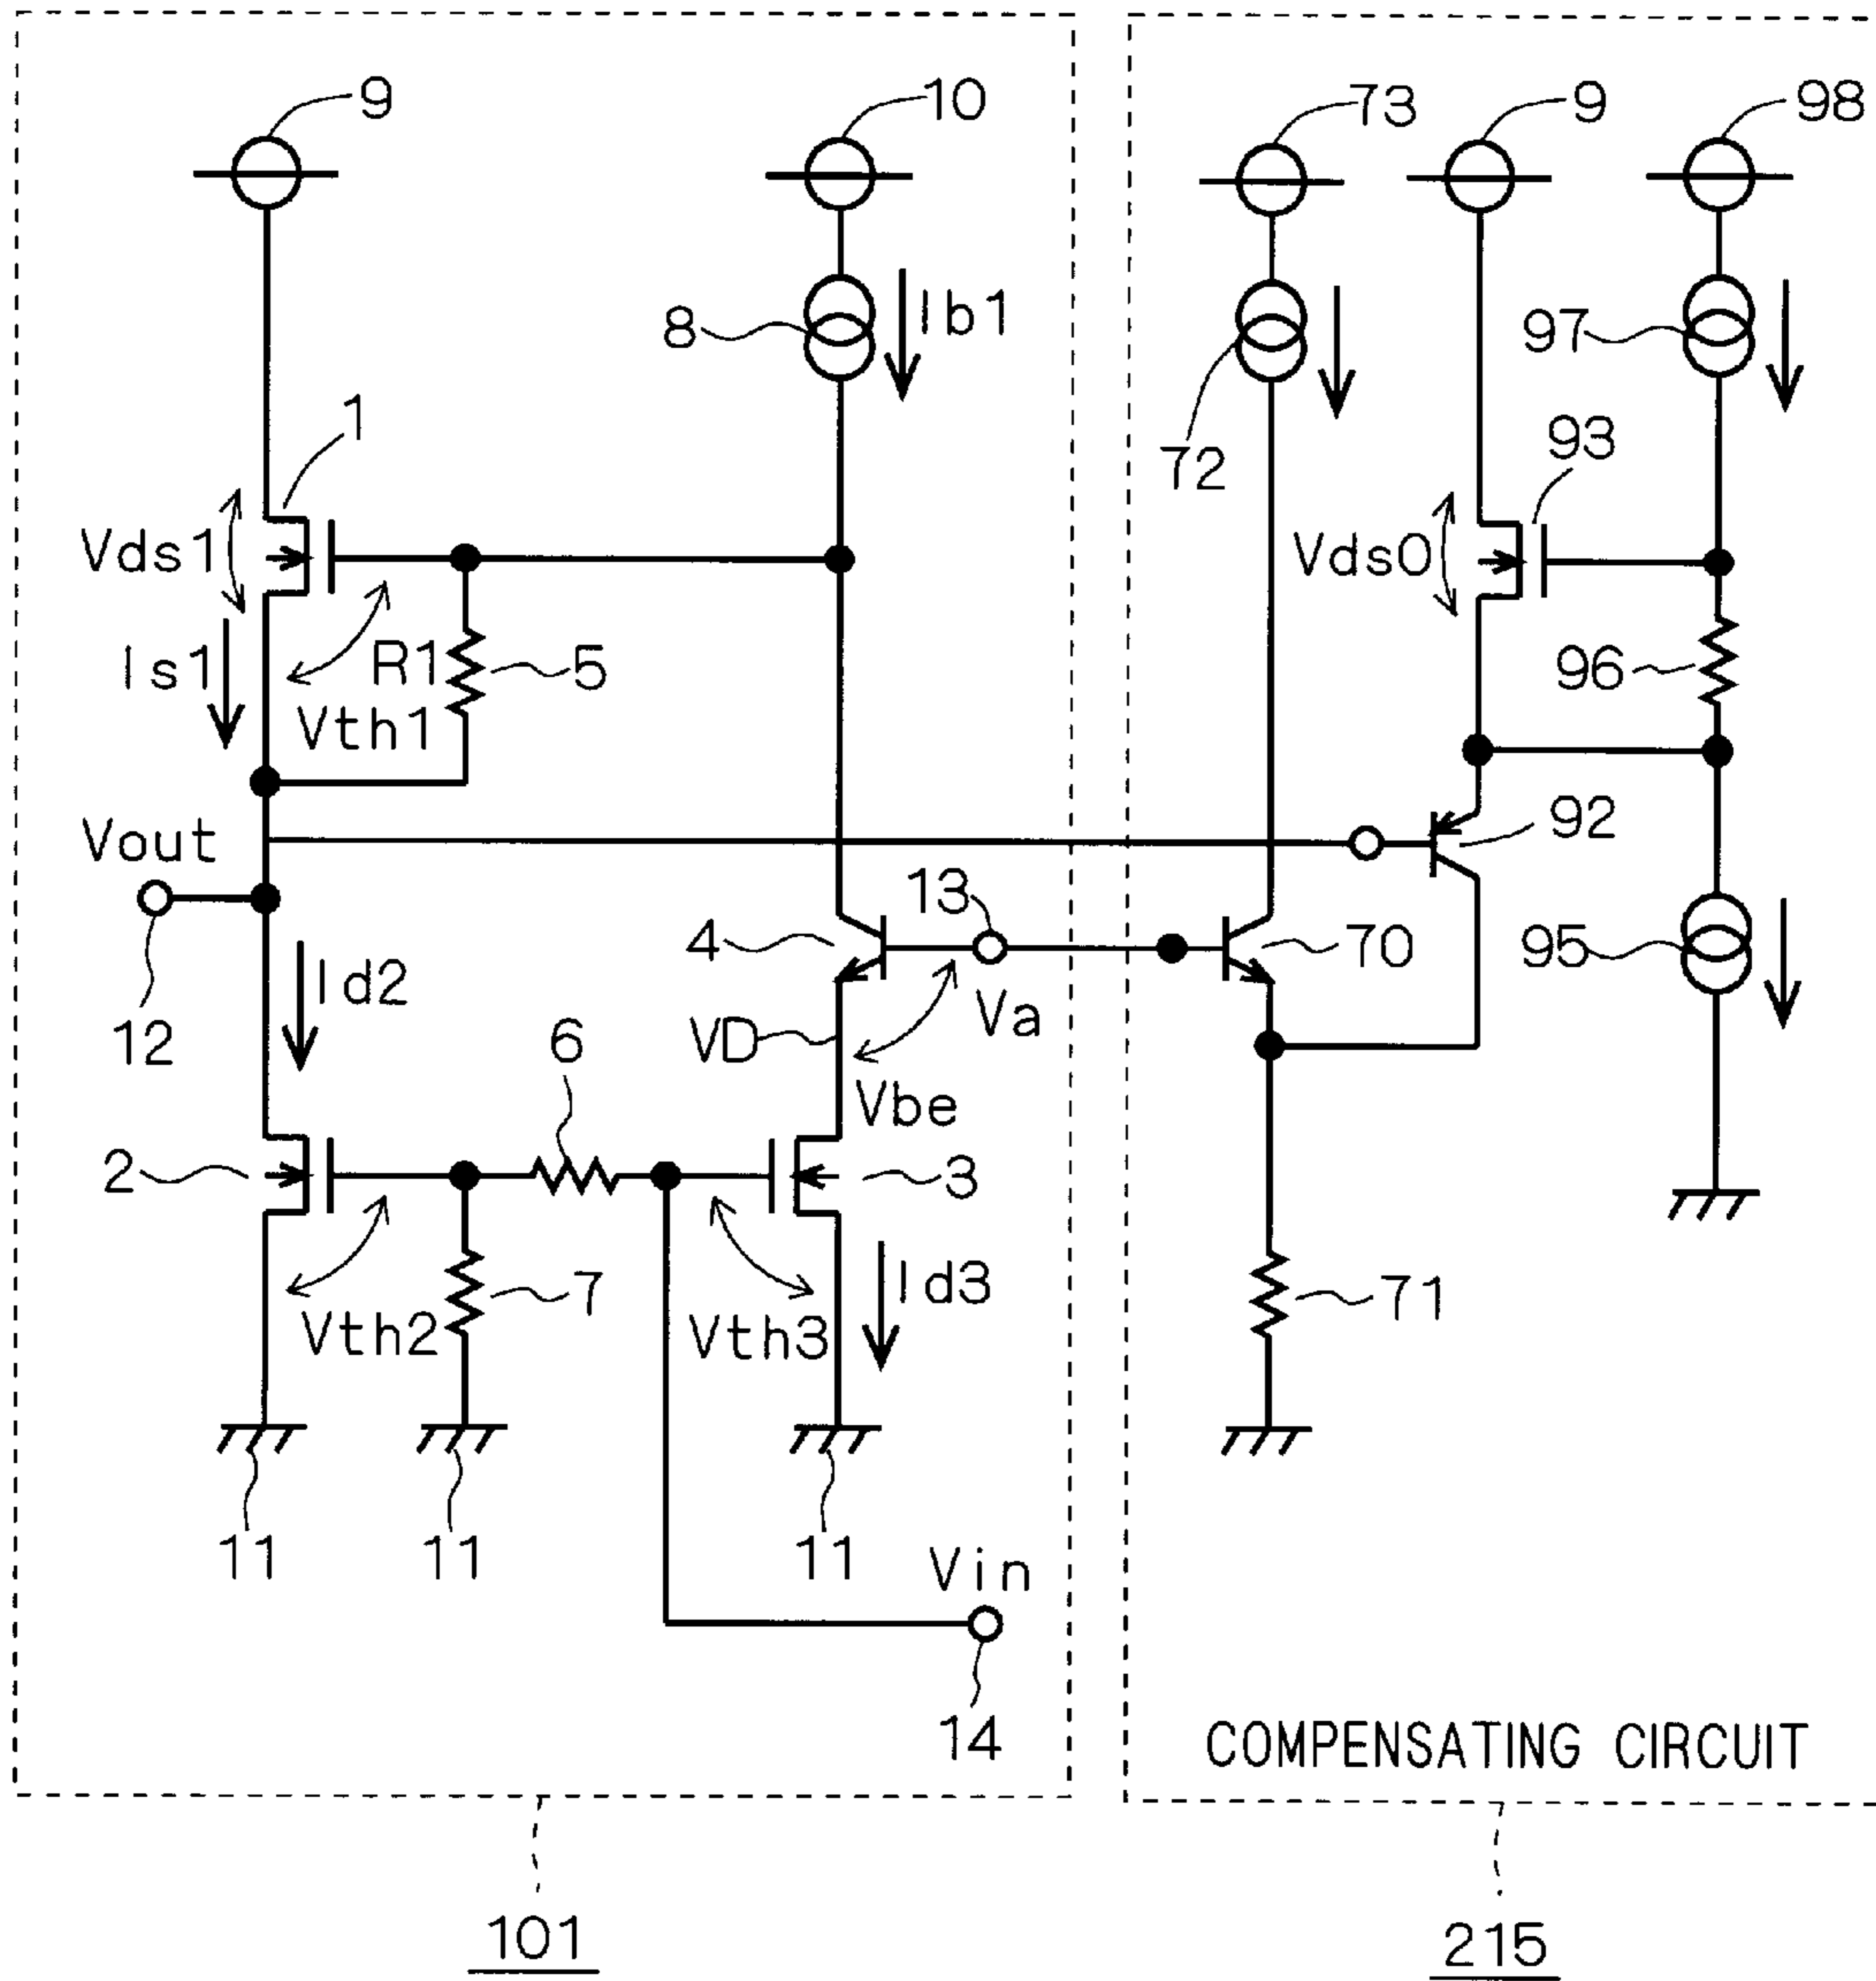 9
10
73
9
98
8
Ib1
72
97
1
93
Vds1
Vds0
Is1
R1
5
96
Vth1
Vout
92
13
4
70
95
Id2
12
6
VD
Va
Vbe
2
3
7
Id3
71
Vth2
Vth3
11
11
11
Vin
14
COMPENSATING CIRCUIT
101
215